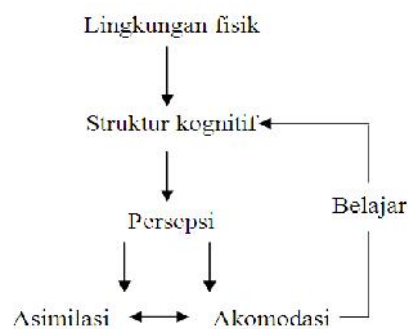 Lingkungan fisik
Struktur kognitif
Belajar
Persepsi
Asimilasi
Akomodasi